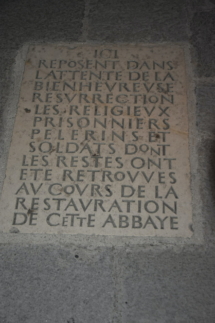 ICI
REPOSENT DANS
L'ATTENTE DE LA
BIENHEUREUSE
RESURRECTION
LES RELIGIEUX
PRISONNIERS
PELERINS ET
SOLDATS DONT
LES RESTES ONT
ETE RETROUVES
AU COURS DE LA
RESTAURATION
DE CETTE ABBAYE